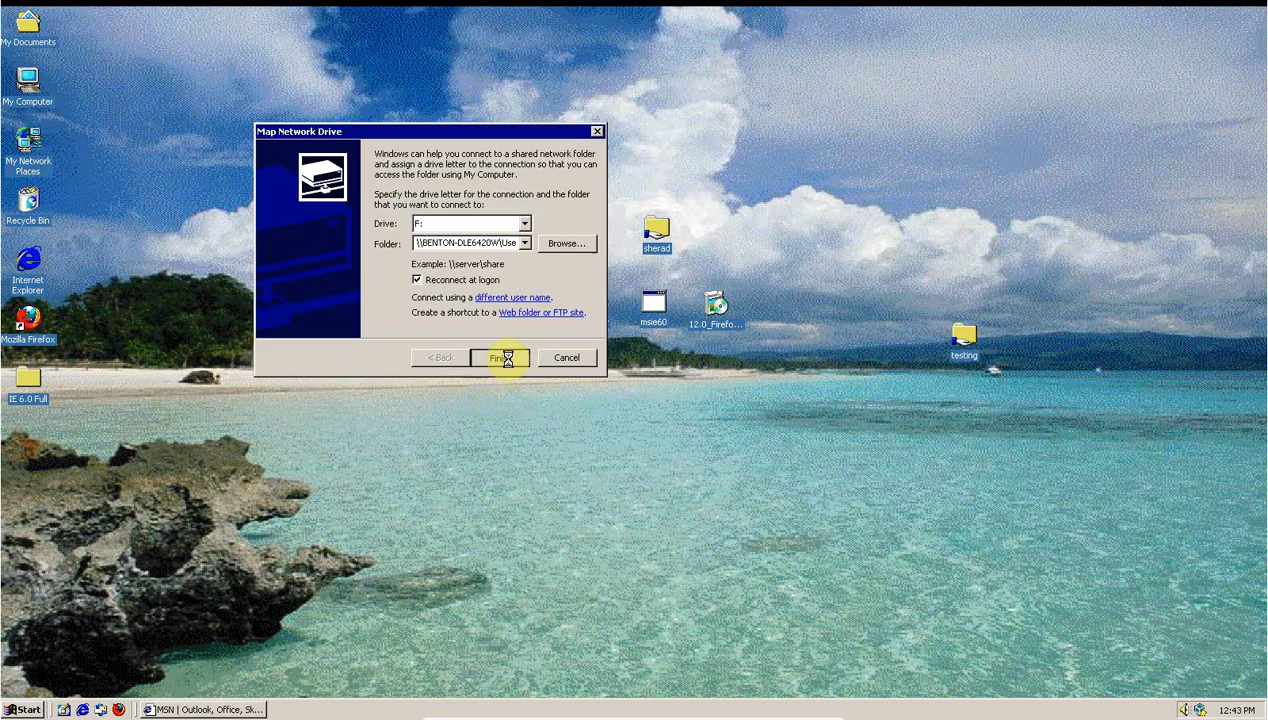 My Documents
My Computer
My Network
Places
Recycle Bin
Internet
Explorer
Mozilla Firefox
IE 6.0 Full
Map Network Drive
Windows can help you connect to a shared network folder
and assign a drive letter to the connection so that you can
access the folder using My Computer.
Specify the drive letter for the connection and the folder
that you want to connect to:
Drive: F:
Folder: \\BENTON-DLE6420W\Use Browse...
Example: \\server\share
Reconnect at logon
Connect using a different user name.
Create a shortcut to a Web folder or FTP site.
< Back Cancel
sherad
msie60
12.0_Firefo...
testing
Start MSN | Outlook, Office, Sk... 12:43 PM